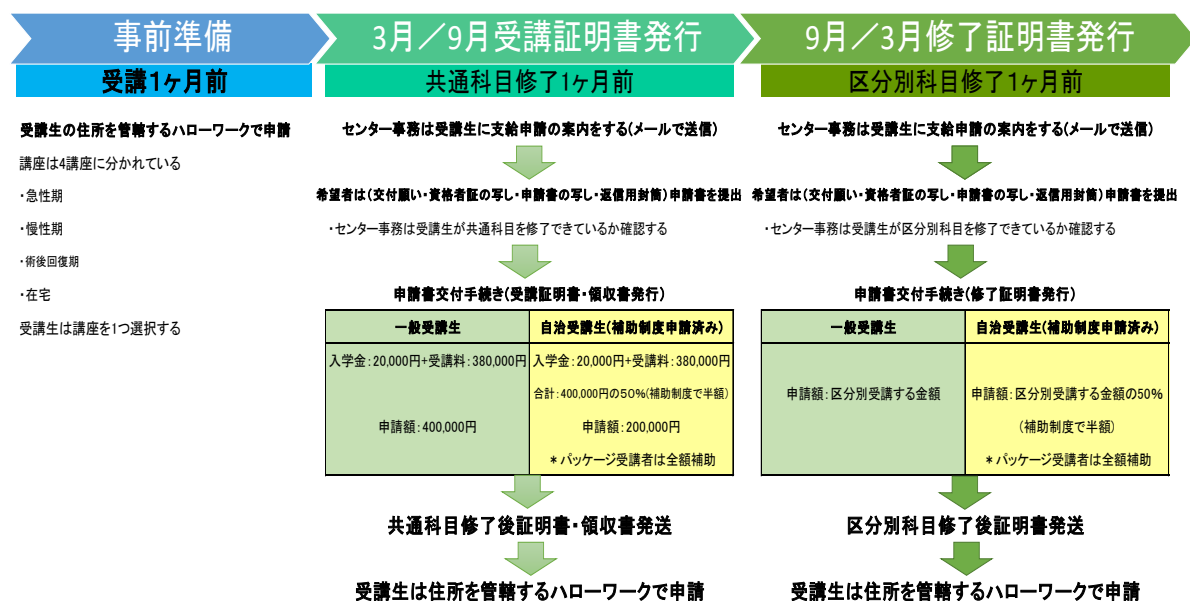 事前準備
受講1ヶ月前
受講生の住所を管轄するハローワークで申請
講座は4講座に分かれている
・急性期
・慢性期
・術後回復期
・在宅
受講生は講座を1つ選択する
3月／9月受講証明書発行
共通科目修了1ヶ月前
センター事務は受講生に支給申請の案内をする(メールで送信)
希望者は(交付願い・資格者証の写し・申請書の写し・返信用封筒)申請書を提出
・センター事務は受講生が共通科目を修了できているか確認する
申請書交付手続き(受講証明書・領収書発行)
一般受講生
入学金:20,000円+受講料:380,000円
申請額:400,000円
自治受講生(補助制度申請済み)
入学金:20,000円+受講料:380,000円
合計:400,000円の50%(補助制度で半額)
申請額:200,000円
＊パッケージ受講者は全額補助
共通科目修了後証明書・領収書発送
受講生は住所を管轄するハローワークで申請
9月／3月修了証明書発行
区分別科目修了1ヶ月前
センター事務は受講生に支給申請の案内をする(メールで送信)
希望者は(交付願い・資格者証の写し・申請書の写し・返信用封筒)申請書を提出
・センター事務は受講生が区分別科目を修了できているか確認する
申請書交付手続き(修了証明書発行)
一般受講生
申請額:区分別受講する金額
自治受講生(補助制度申請済み)
申請額:区分別受講する金額の50%
(補助制度で半額)
＊パッケージ受講者は全額補助
区分別科目修了後証明書発送
受講生は住所を管轄するハローワークで申請